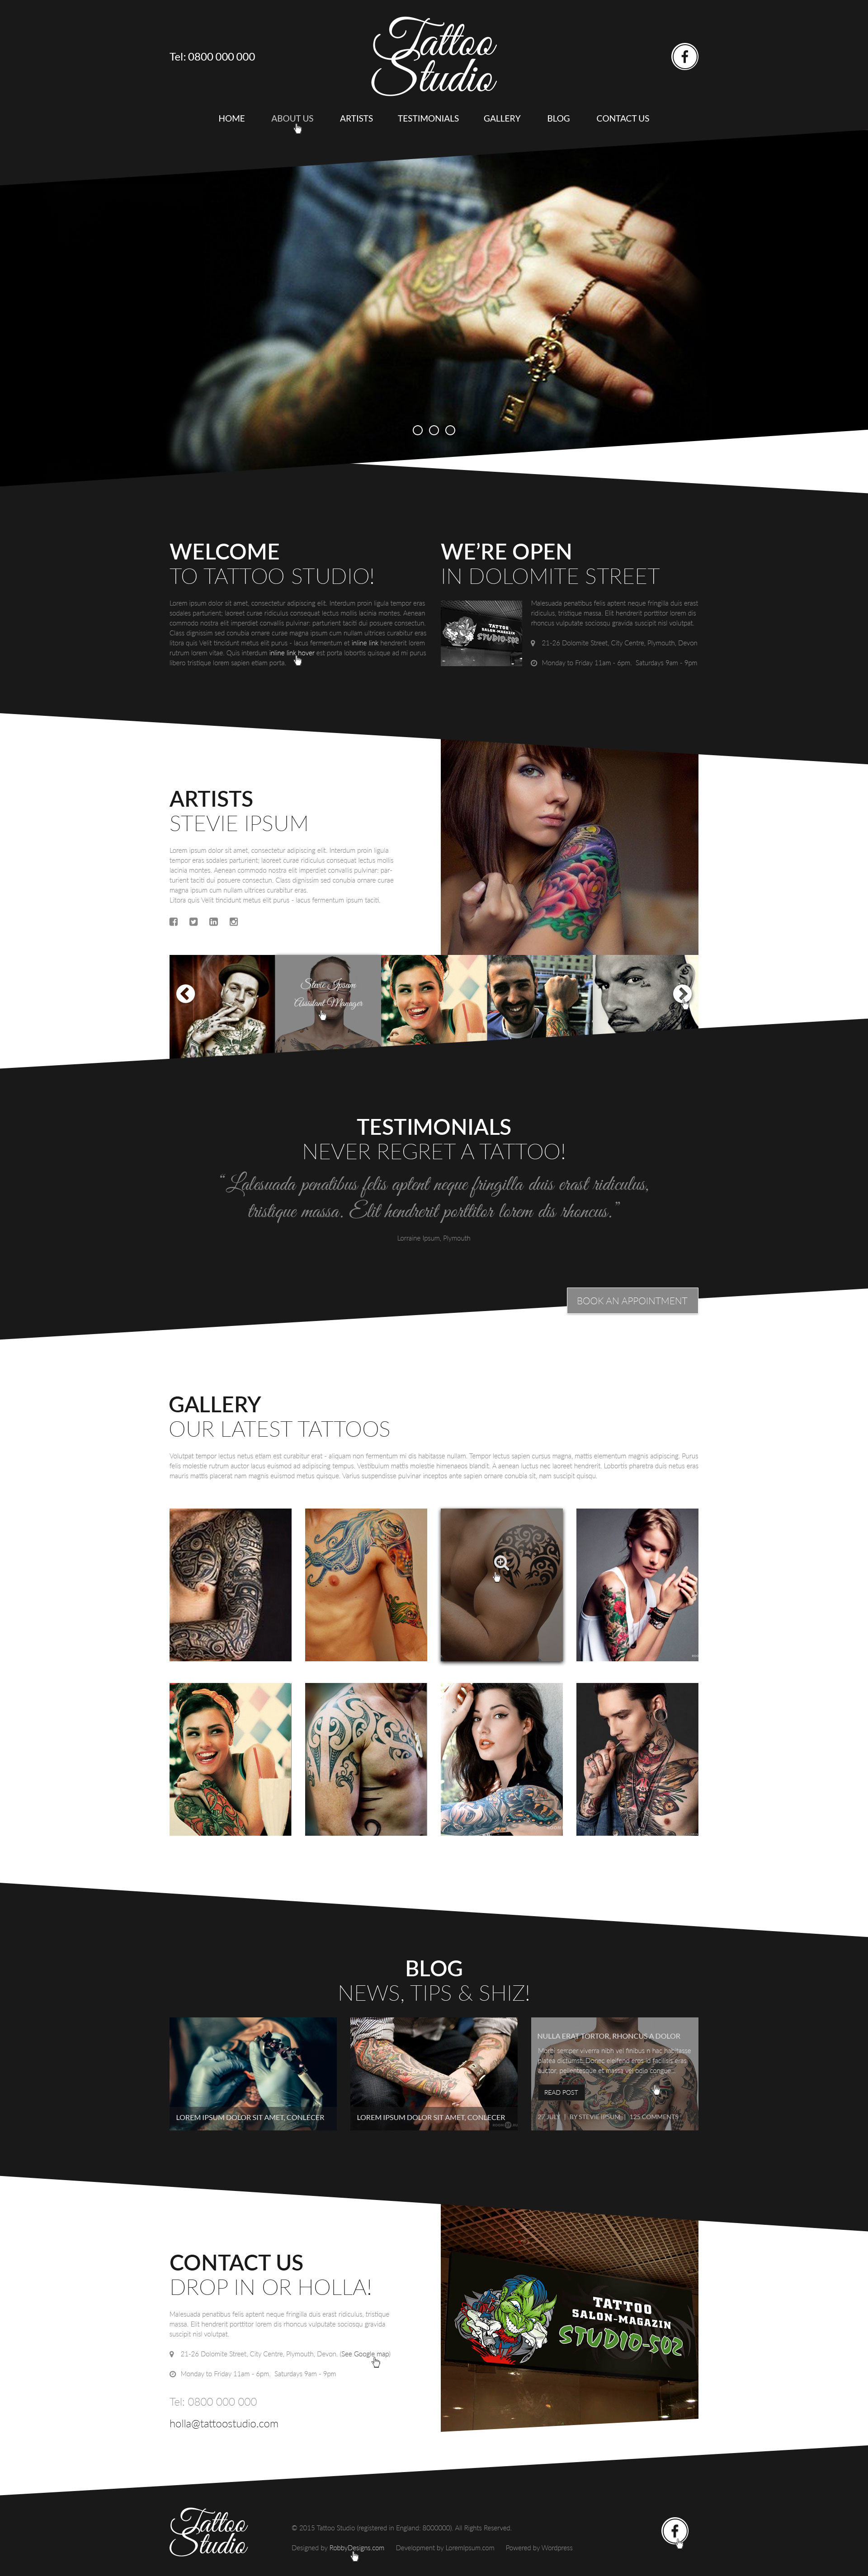 Tel: 0800 000 000
Tattoo
Studio
HOME ABOUT US ARTISTS TESTIMONIALS GALLERY BLOG CONTACT US
WELCOME
TO TATTOO STUDIO!
Lorem ipsum dolor sit amet, consectetur adipiscing elit. Interdum proin ligula tempor eras
sodales parturient; laoreet curae ridiculus consequat lectus mollis lacinia montes. Aenean
commodo nostra elit imperdiet convallis pulvinar: parturient taciti dui posuere consectun.
Class dignissim sed conubia ornare curae magna ipsum cum nullam ultrices curabitur eras
litora quis Velit tincidunt metus elit purus - lacus fermentum et inline link hendrerit lorem
rutrum lorem vitae. Quis interdum inline link hover est porta lobortis quisque ad mi purus
libero tristique lorem sapien etiam porta.
WE'RE OPEN
IN DOLOMITE STREET
TATTOO
SALON-MAGAZIN
STUDIO-502
Malesuada penatibus felis aptent neque fringilla duis erast
ridiculus, tristique massa. Elit hendrerit porttitor lorem dis
rhoncus vulputate sociosqu gravida suscipit nisl volutpat.
21-26 Dolomite Street, City Centre, Plymouth, Devon
Monday to Friday 11am - 6pm. Saturdays 9am - 9pm
ARTISTS
STEVIE IPSUM
Lorem ipsum dolor sit amet, consectetur adipiscing elit. Interdum proin ligula
tempor eras sodales parturient; laoreet curae ridiculus consequat lectus mollis
lacinia montes. Aenean commodo nostra elit imperdiet convallis pulvinar: par-
turient taciti dui posuere consectun. Class dignissim sed conubia ornare curae
magna ipsum cum nullam ultrices curabitur eras.
Litora quis Velit tincidunt metus elit purus - lacus fermentum ipsum taciti.
Stevie Ipsum
Assistant Manager
TESTIMONIALS
NEVER REGRET A TATTOO!
“Lalesuada penatibus felis aptent neque fringilla duis erast ridiculus,
tristique massa. Elit hendrerit porttitor lorem dis rhoncus.”
Lorraine Ipsum, Plymouth
BOOK AN APPOINTMENT
GALLERY
OUR LATEST TATTOOS
Volutpat tempor lectus netus etiam est curabitur erat - aliquam non fermentum mi dis habitasse nullam. Tempor lectus sapien cursus magna, mattis elementum magnis adipiscing. Purus
felis molestie rutrum auctor lacus euismod ad adipiscing tempus. Vestibulum mattis molestie himenaeos blandit. A aenean luctus nec laoreet hendrerit. Lobortis pharetra duis netus eras
mauris mattis placerat nam magnis euismod metus quisque. Varius suspendisse pulvinar inceptos ante sapien ornare conubia sit, nam suscipit quisqu.
BLOG
NEWS, TIPS & SHIZ!
LOREM IPSUM DOLOR SIT AMET, CONLECER
LOREM IPSUM DOLOR SIT AMET, CONLECER
NULLA ERAT TORTOR, RHONCUS A DOLOR
Morbi semper viverra nibh vel finibus n hac habitasse
platea dictumst. Donec eleifend eros id facilisis eras
auctor, pellentesque et massa vel odio congue...
READ POST
27 JULY | BY STEVIE IPSUM | 125 COMMENTS
CONTACT US
DROP IN OR HOLLA!
Malesuada penatibus felis aptent neque fringilla duis erast ridiculus, tristique
massa. Elit hendrerit porttitor lorem dis rhoncus vulputate sociosqu gravida
suscipit nisl volutpat.
21-26 Dolomite Street, City Centre, Plymouth, Devon. (See Google map)
Monday to Friday 11am - 6pm. Saturdays 9am - 9pm
Tel: 0800 000 000
holla@tattoostudio.com
TATTOO
SALON-MAGAZIN
STUDIO-502
Tattoo
Studio
© 2015 Tattoo Studio (registered in England: 8000000). All Rights Reserved.
Designed by RobbyDesigns.com Development by LoremIpsum.com Powered by Wordpress